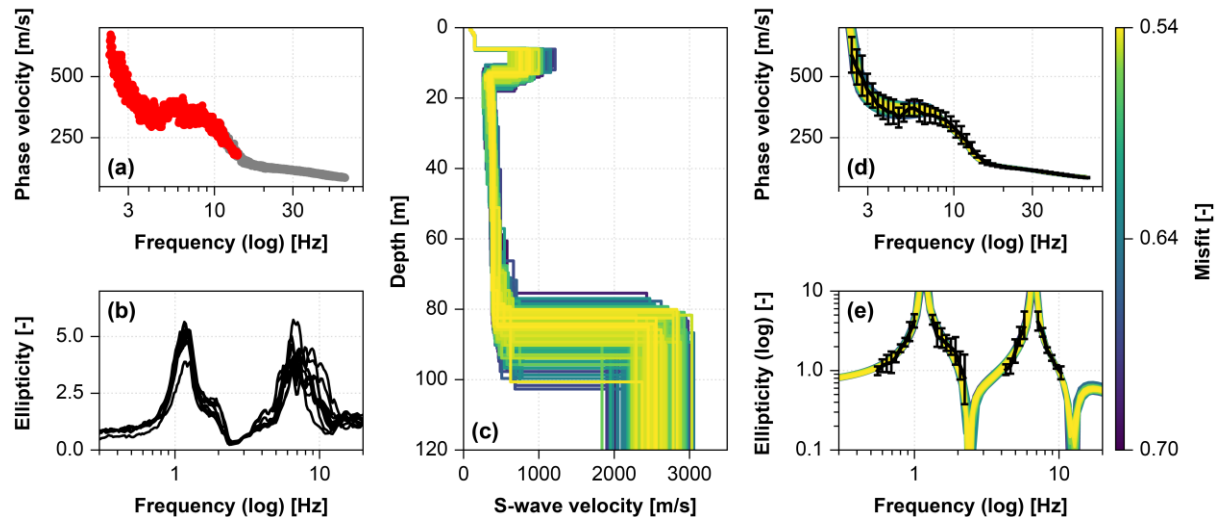 Phase velocity [m/s]
500
250
(a)
3
10
30
Frequency (log) [Hz]
Ellipticity [-]
5.0
2.5
0.0
(b)
1
10
Frequency (log) [Hz]
Depth [m]
0
20
40
60
80
100
120
(c)
0
1000
2000
3000
S-wave velocity [m/s]
Phase velocity [m/s]
500
250
(d)
3
10
30
Frequency (log) [Hz]
Ellipticity (log) [-]
10
1.0
0.1
(e)
1
10
Frequency (log) [Hz]
0.54
0.64
0.70
Misfit [-]